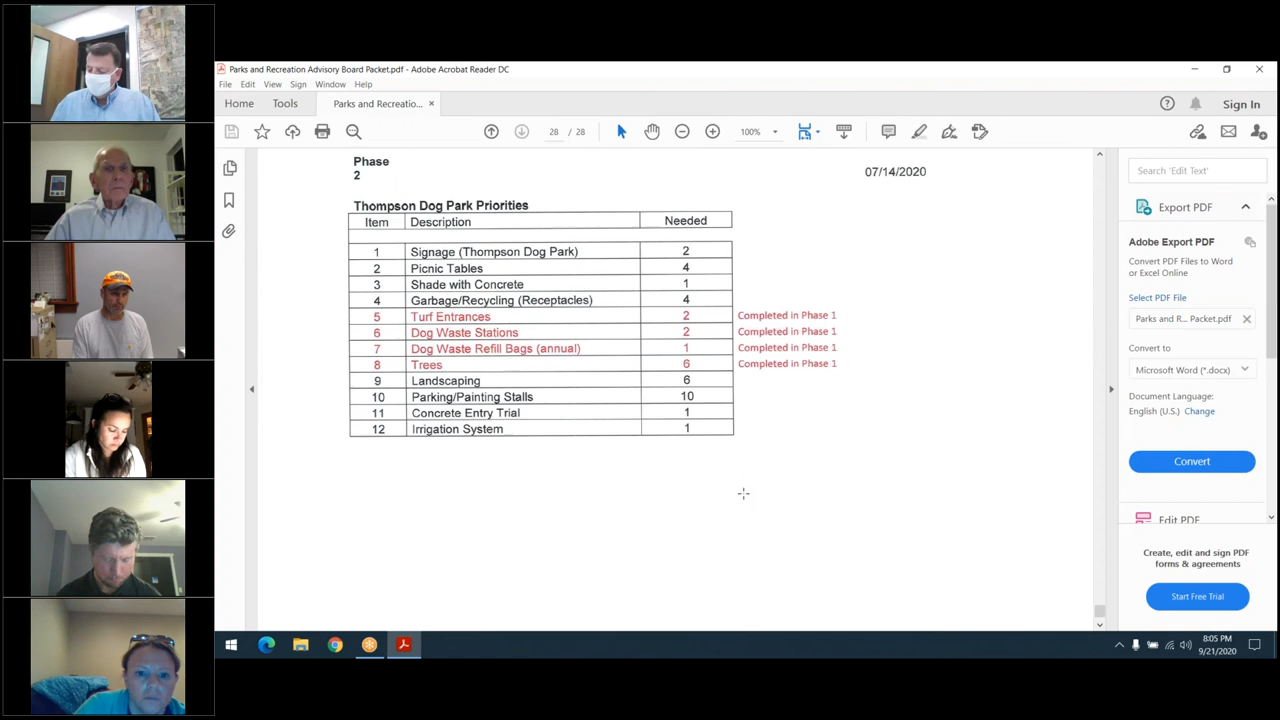 Parks and Recreation Advisory Board Packet.pdf - Adobe Acrobat Reader DC
File Edit View Sign Window Help
Home Tools Parks and Recreatio... × Sign In
28 / 28 100%
Phase
2
07/14/2020
Thompson Dog Park Priorities
Item Description Needed
1 Signage (Thompson Dog Park) 2
2 Picnic Tables 4
3 Shade with Concrete 1
4 Garbage/Recycling (Receptacles) 4
5 Turf Entrances 2 Completed in Phase 1
6 Dog Waste Stations 2 Completed in Phase 1
7 Dog Waste Refill Bags (annual) 1 Completed in Phase 1
8 Trees 6 Completed in Phase 1
9 Landscaping 6
10 Parking/Painting Stalls 10
11 Concrete Entry Trial 1
12 Irrigation System 1
Search 'Edit Text'
Export PDF
Adobe Export PDF
Convert PDF Files to Word
or Excel Online
Select PDF File
Parks and R... Packet.pdf
Convert to
Microsoft Word (*.docx)
Document Language:
English (U.S.) Change
Convert
Edit PDF
Create, edit and sign PDF
forms & agreements
Start Free Trial
8:05 PM
9/21/2020